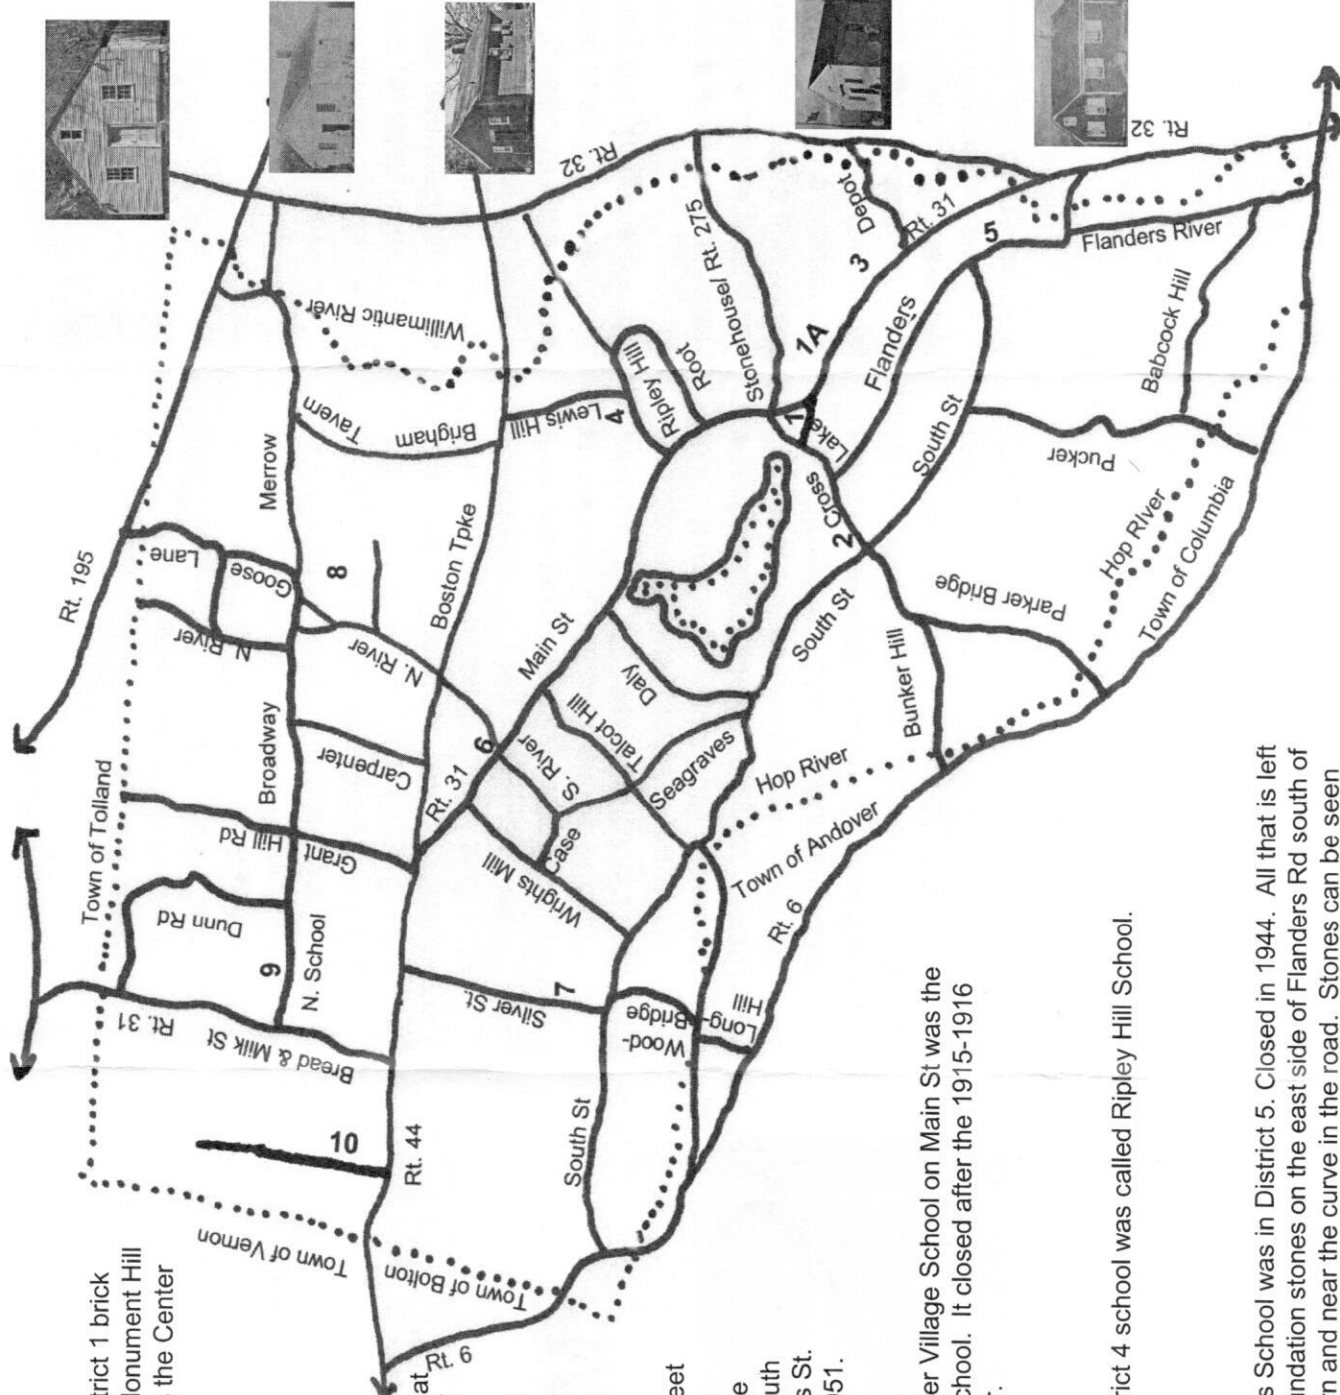 Rt. 195
Town of Tolland
Lane
Goose
Merrow
N. River
Broadway
Hill Rd
Dunn Rd
Rt. 31
Bread & Milk St
N. School
9
Grant
Carpenter
N. River
8
Tavern
Brigham
Willimantic River
Rt. 32
10
Rt. 44
Boston Tpke
Lewis Hill
4
Ripley Hill
Root
Stonehouse/ Rt. 275
Town of Vernon
Town of Bolton
Rt. 6
Silver St.
7
Rt. 31
6
Main St
S. River
Case
Wrights Mill
Talcot Hill
Daly
Seagraves
1
1A
3
Depot
Rt. 31
5
Rt. 32
Lake
Cross
2
Flanders
South St
South St
South St
Wood-
Bridge
Long-
Hill
Hop River
Town of Andover
Rt. 6
Bunker Hill
Parker Bridge
Pucker
Babcock Hill
Flanders River
Hop River
Town of Columbia
trict 1 brick
Monument Hill
the Center
at
eet
e
uth
s St.
951.
er Village School on Main St was the
chool. It closed after the 1915-1916
rict 4 school was called Ripley Hill School.
s School was in District 5. Closed in 1944. All that is left
ndation stones on the east side of Flanders Rd south of
n and near the curve in the road. Stones can be seen